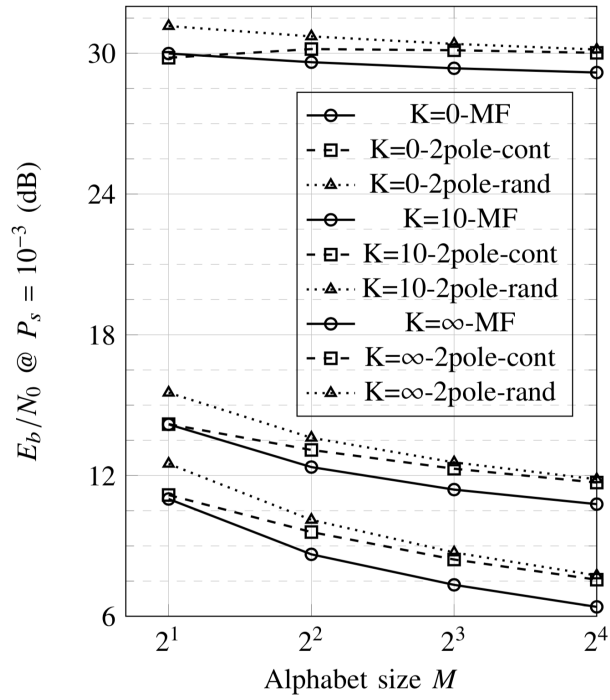 30
24
18
12
6
E_b/N_0 @ P_s = 10^{-3} (dB)
K=0-MF
K=0-2pole-cont
K=0-2pole-rand
K=10-MF
K=10-2pole-cont
K=10-2pole-rand
K=∞-MF
K=∞-2pole-cont
K=∞-2pole-rand
2^1 2^2 2^3 2^4
Alphabet size M